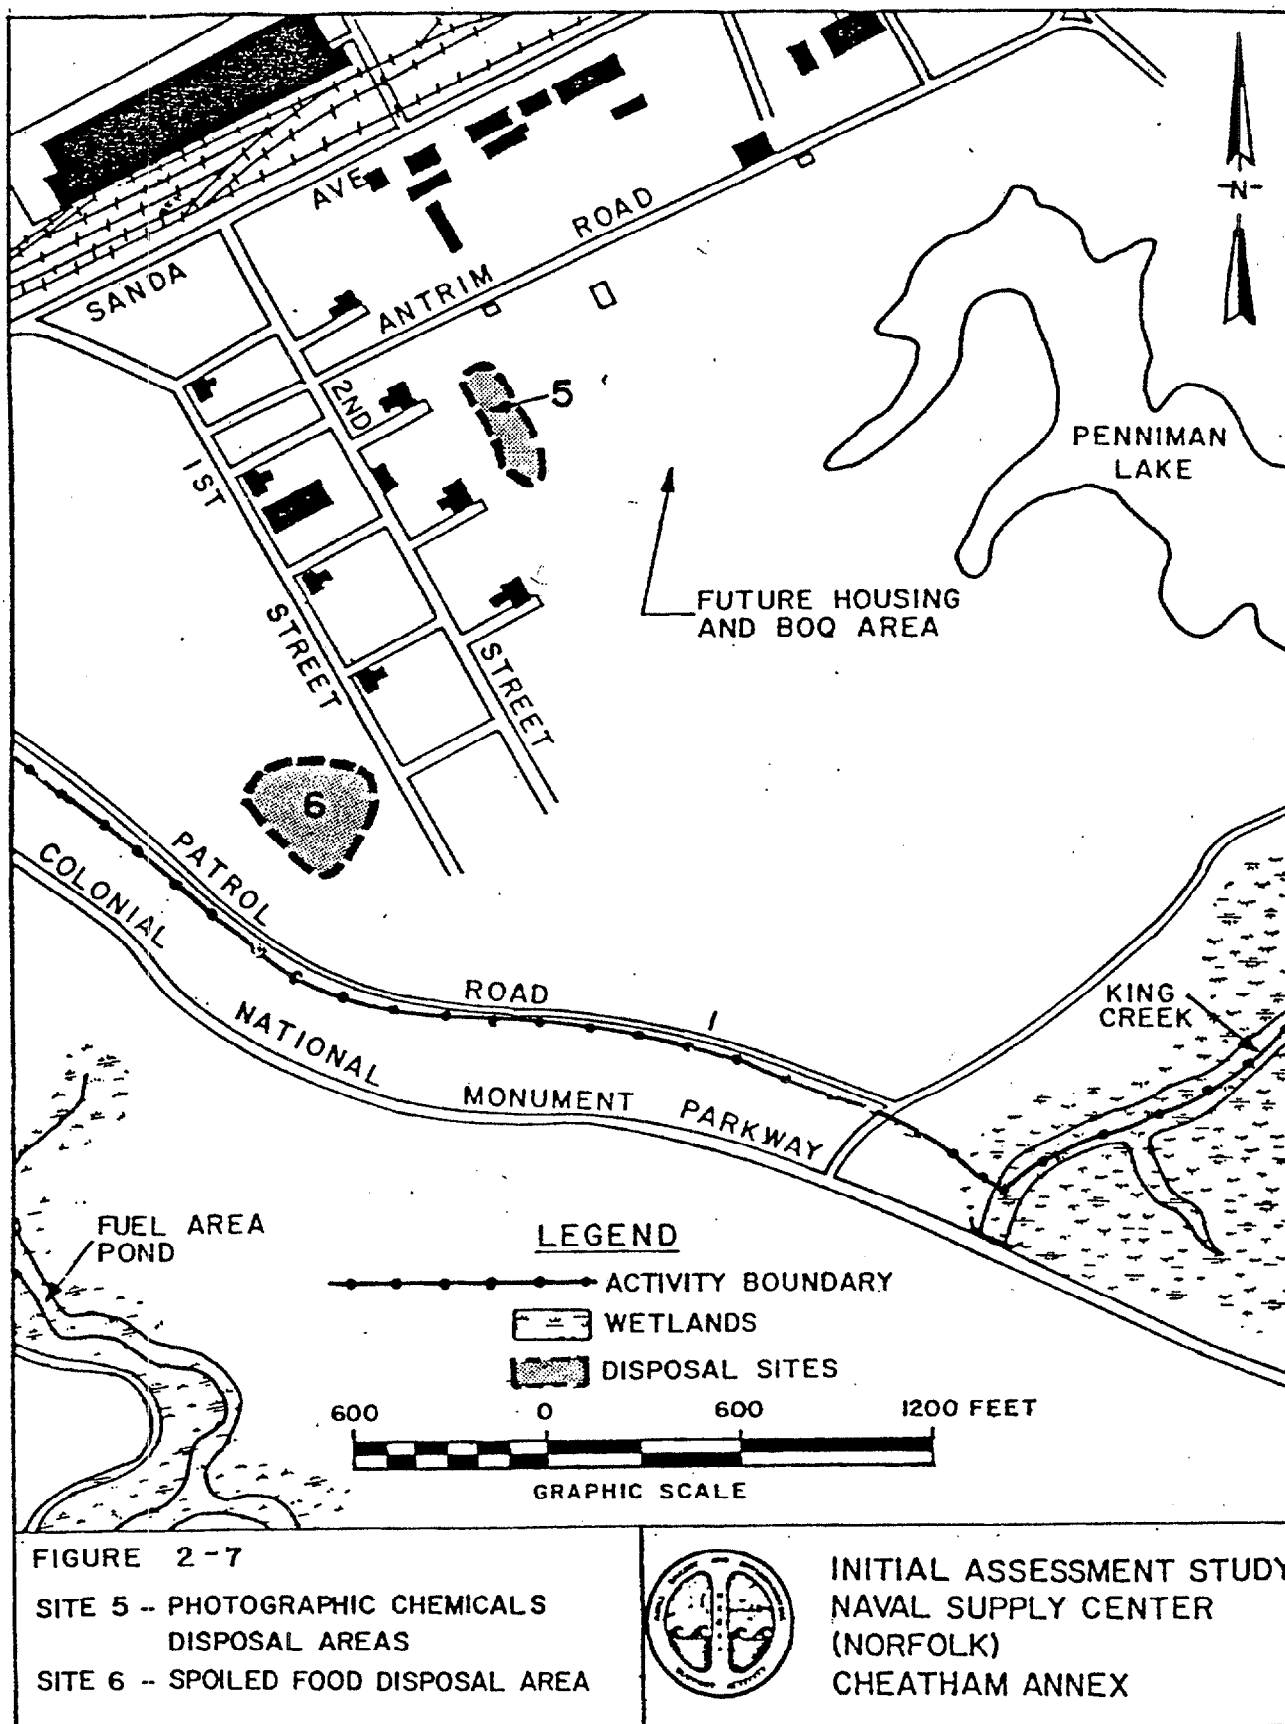 SANDA AVE
ANTRIM ROAD
N
5
2ND STREET
1ST STREET
PENNIMAN
LAKE
FUTURE HOUSING
AND BOQ AREA
6
PATROL ROAD
COLONIAL NATIONAL MONUMENT PARKWAY
KING
CREEK
FUEL AREA
POND
LEGEND
ACTIVITY BOUNDARY
WETLANDS
DISPOSAL SITES
600 0 600 1200 FEET
GRAPHIC SCALE
FIGURE 2-7
SITE 5 -- PHOTOGRAPHIC CHEMICALS
DISPOSAL AREAS
SITE 6 -- SPOILED FOOD DISPOSAL AREA
INITIAL ASSESSMENT STUDY
NAVAL SUPPLY CENTER
(NORFOLK)
CHEATHAM ANNEX